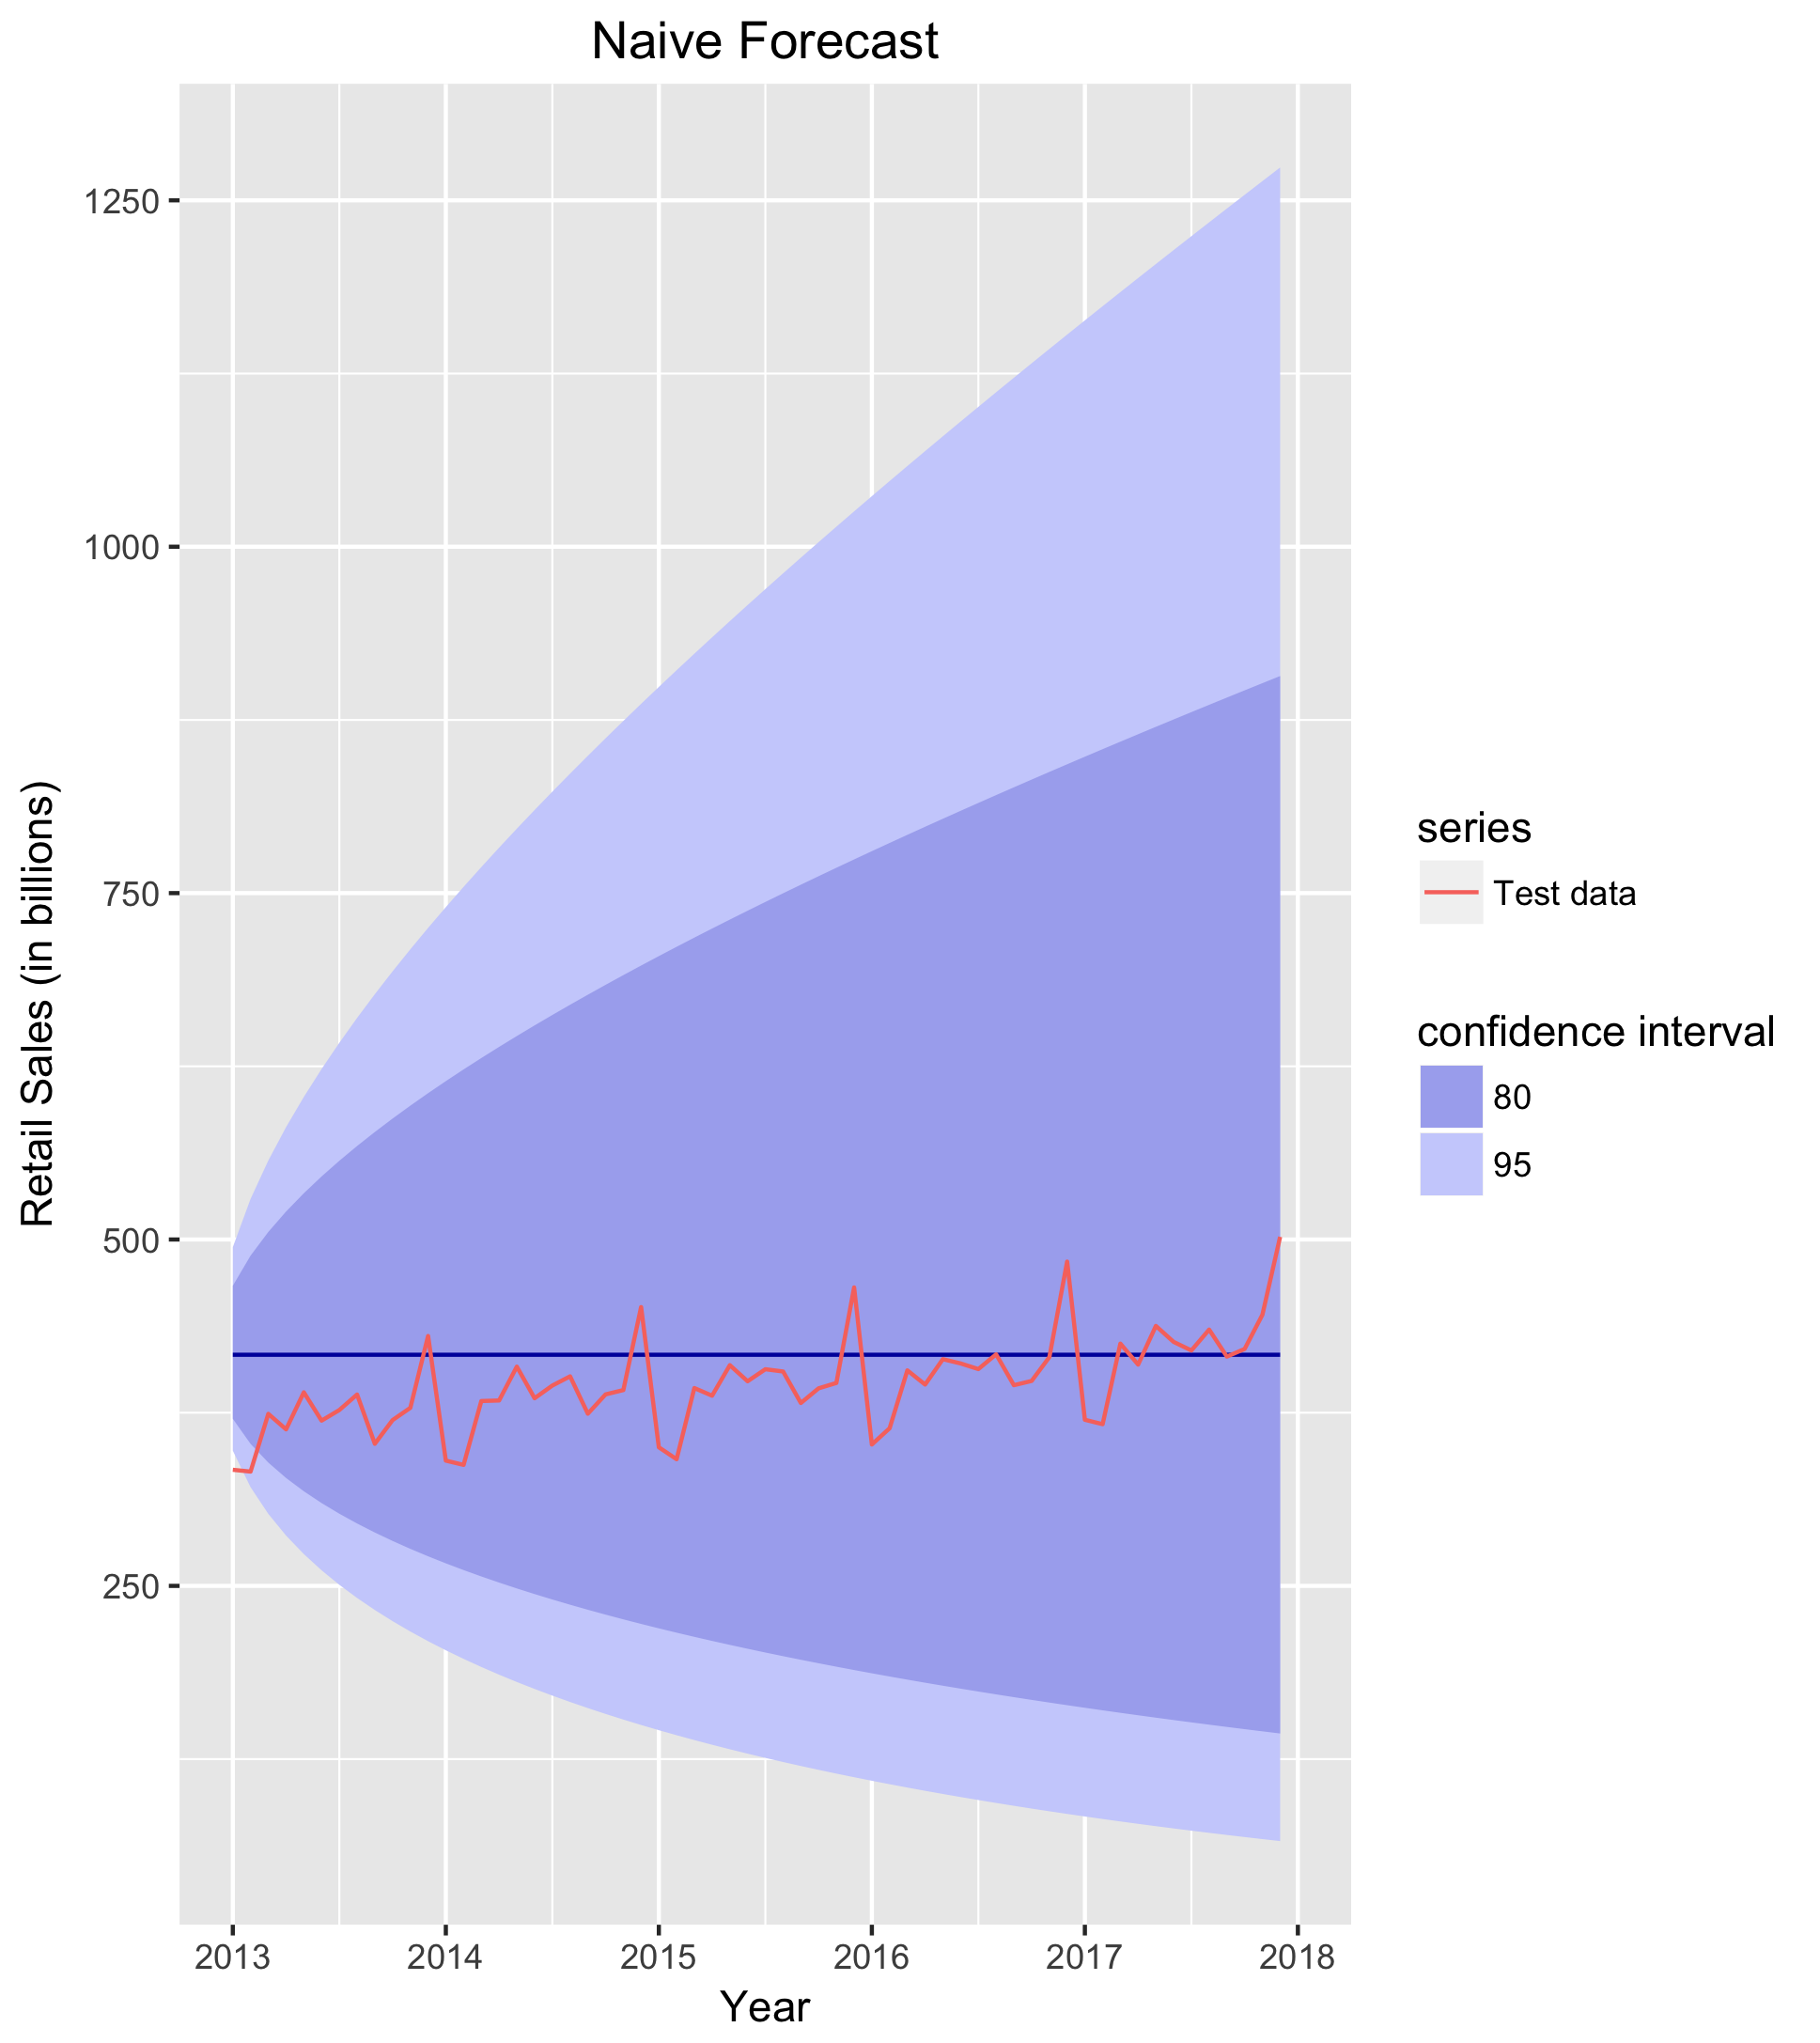 Naive Forecast
Retail Sales (in billions)
1250
1000
750
500
250
2013 2014 2015 2016 2017 2018
Year
series
Test data
confidence interval
80
95